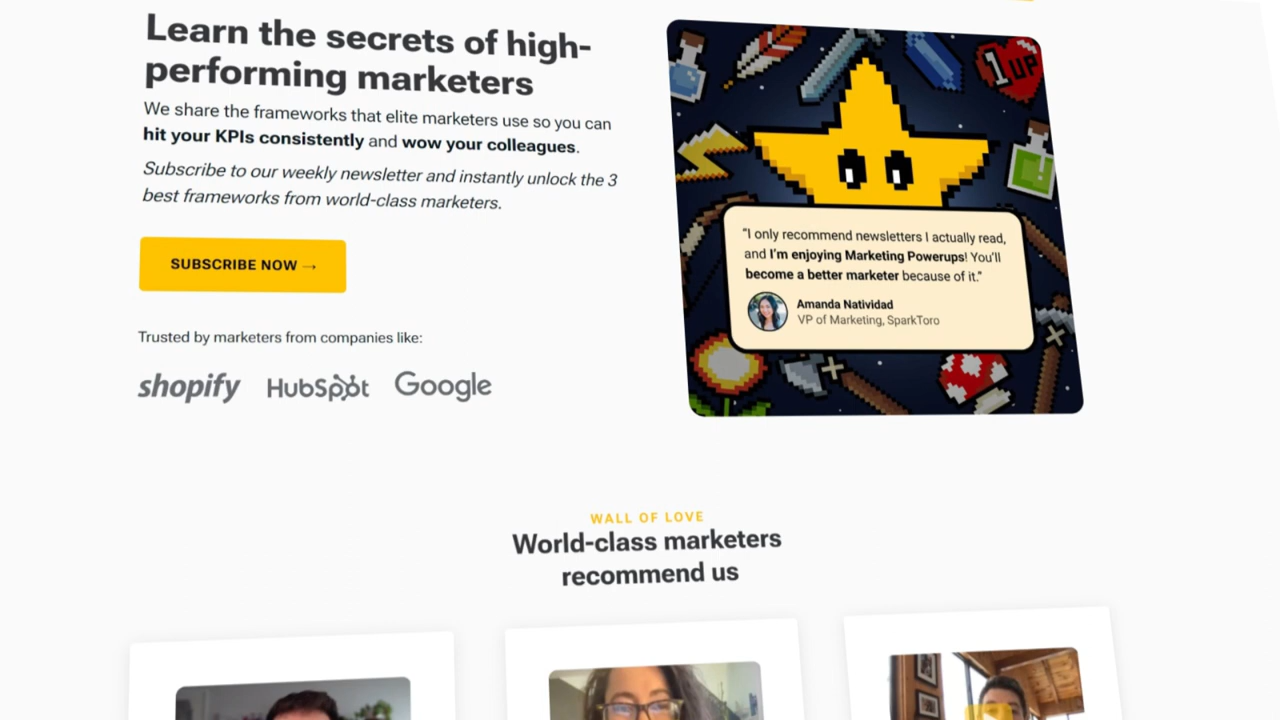 Learn the secrets of high-
performing marketers
We share the frameworks that elite marketers use so you can
hit your KPIs consistently and wow your colleagues.
Subscribe to our weekly newsletter and instantly unlock the 3
best frameworks from world-class marketers.
SUBSCRIBE NOW →
Trusted by marketers from companies like:
shopify HubSpot Google
1UP
"I only recommend newsletters I actually read,
and I'm enjoying Marketing Powerups! You'll
become a better marketer because of it."
Amanda Natividad
VP of Marketing, SparkToro
WALL OF LOVE
World-class marketers
recommend us